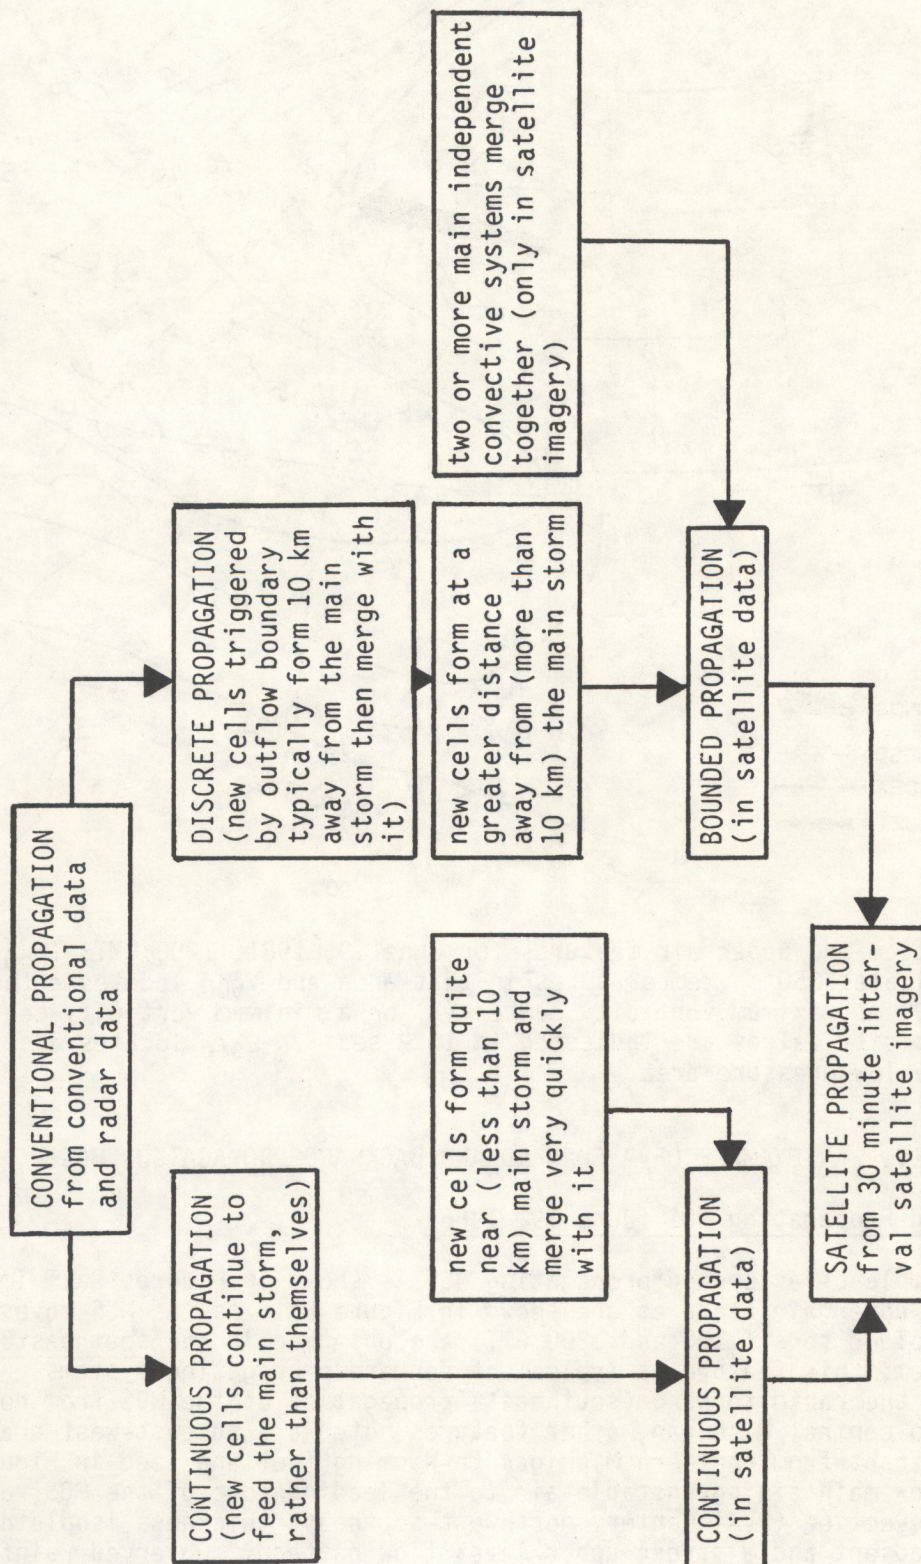 CONVENTIONAL PROPAGATION
from conventional data
and radar data
CONTINUOUS PROPAGATION
(new cells continue to
feed the main storm,
rather than themselves)
DISCRETE PROPAGATION
(new cells triggered
by outflow boundary
typically form 10 km
away from the main
storm then merge with
it)
new cells form quite
near (less than 10
km) main storm and
merge very quickly
with it
new cells form at a
greater distance
away from (more than
10 km) the main storm
two or more main independent
convective systems merge
together (only in satellite
imagery)
CONTINUOUS PROPAGATION
(in satellite data)
BOUNDED PROPAGATION
(in satellite data)
SATELLITE PROPAGATION
from 30 minute inter-
val satellite imagery